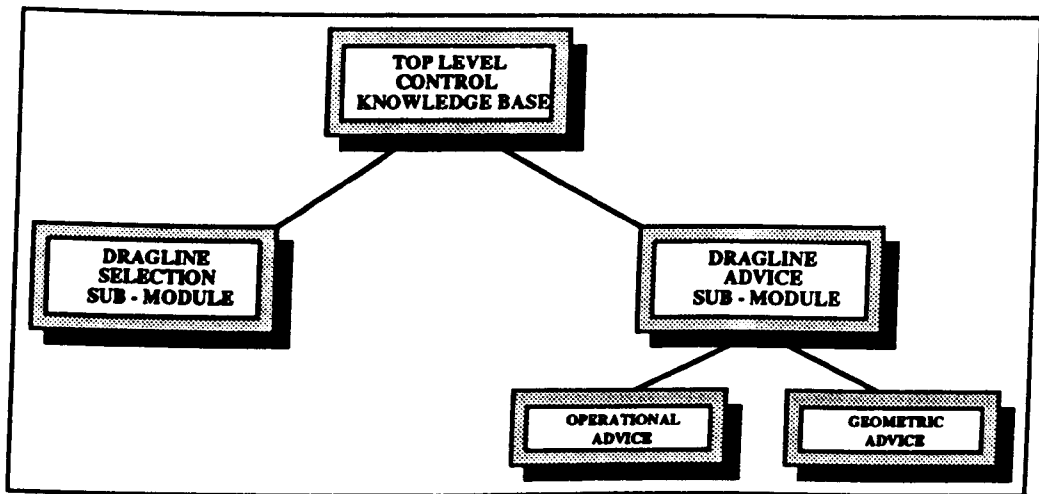 TOP LEVEL
CONTROL
KNOWLEDGE BASE
DRAGLINE
SELECTION
SUB - MODULE
DRAGLINE
ADVICE
SUB - MODULE
OPERATIONAL
ADVICE
GEOMETRIC
ADVICE